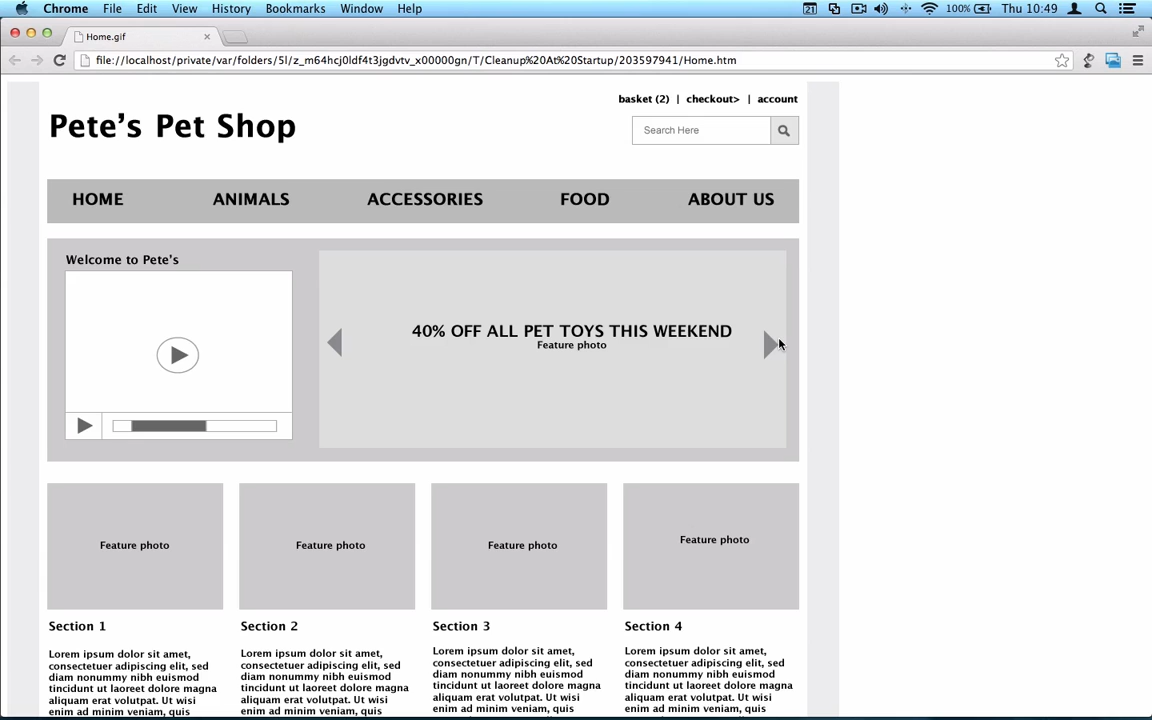 Chrome File Edit View History Bookmarks Window Help 21 100% Thu 10:49
Home.gif
file://localhost/private/var/folders/5l/z_m64hcj0ldf4t3jgdvtv_x00000gn/T/Cleanup%20At%20Startup/203597941/Home.htm
basket (2) | checkout> | account
Pete's Pet Shop
Search Here
HOME ANIMALS ACCESSORIES FOOD ABOUT US
Welcome to Pete's
40% OFF ALL PET TOYS THIS WEEKEND
Feature photo
Feature photo Feature photo Feature photo Feature photo
Section 1
Lorem ipsum dolor sit amet,
consectetuer adipiscing elit, sed
diam nonummy nibh euismod
tincidunt ut laoreet dolore magna
aliquam erat volutpat. Ut wisi
enim ad minim veniam, quis
Section 2
Lorem ipsum dolor sit amet,
consectetuer adipiscing elit, sed
diam nonummy nibh euismod
tincidunt ut laoreet dolore magna
aliquam erat volutpat. Ut wisi
enim ad minim veniam, quis
Section 3
Lorem ipsum dolor sit amet,
consectetuer adipiscing elit, sed
diam nonummy nibh euismod
tincidunt ut laoreet dolore magna
aliquam erat volutpat. Ut wisi
enim ad minim veniam, quis
Section 4
Lorem ipsum dolor sit amet,
consectetuer adipiscing elit, sed
diam nonummy nibh euismod
tincidunt ut laoreet dolore magna
aliquam erat volutpat. Ut wisi
enim ad minim veniam, quis